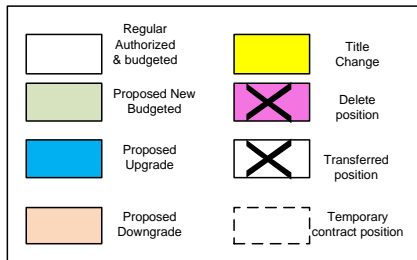 Regular
Authorized
& budgeted
Title
Change
Proposed New
Budgeted
Delete
position
Proposed
Upgrade
Transferred
position
Proposed
Downgrade
Temporary
contract position